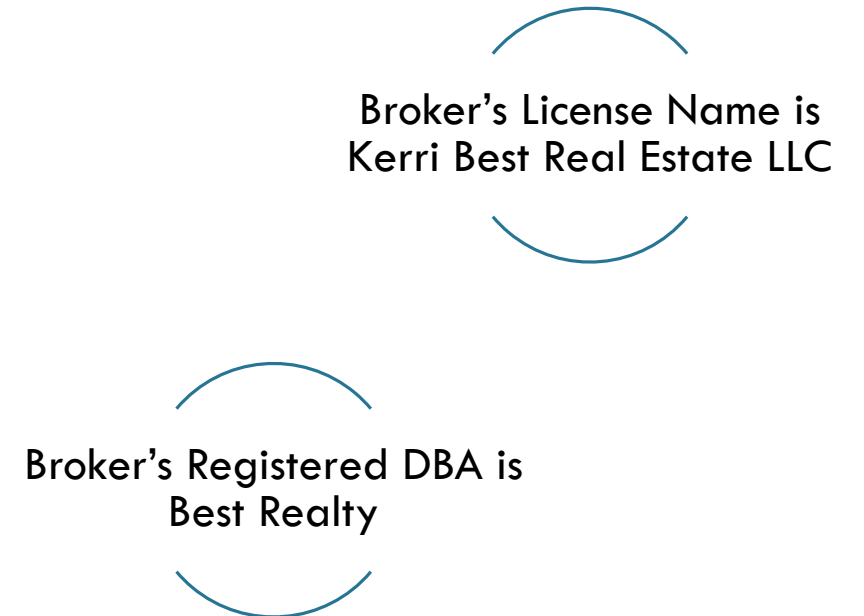 Broker’s License Name is
Kerri Best Real Estate LLC
Broker’s Registered DBA is
Best Realty